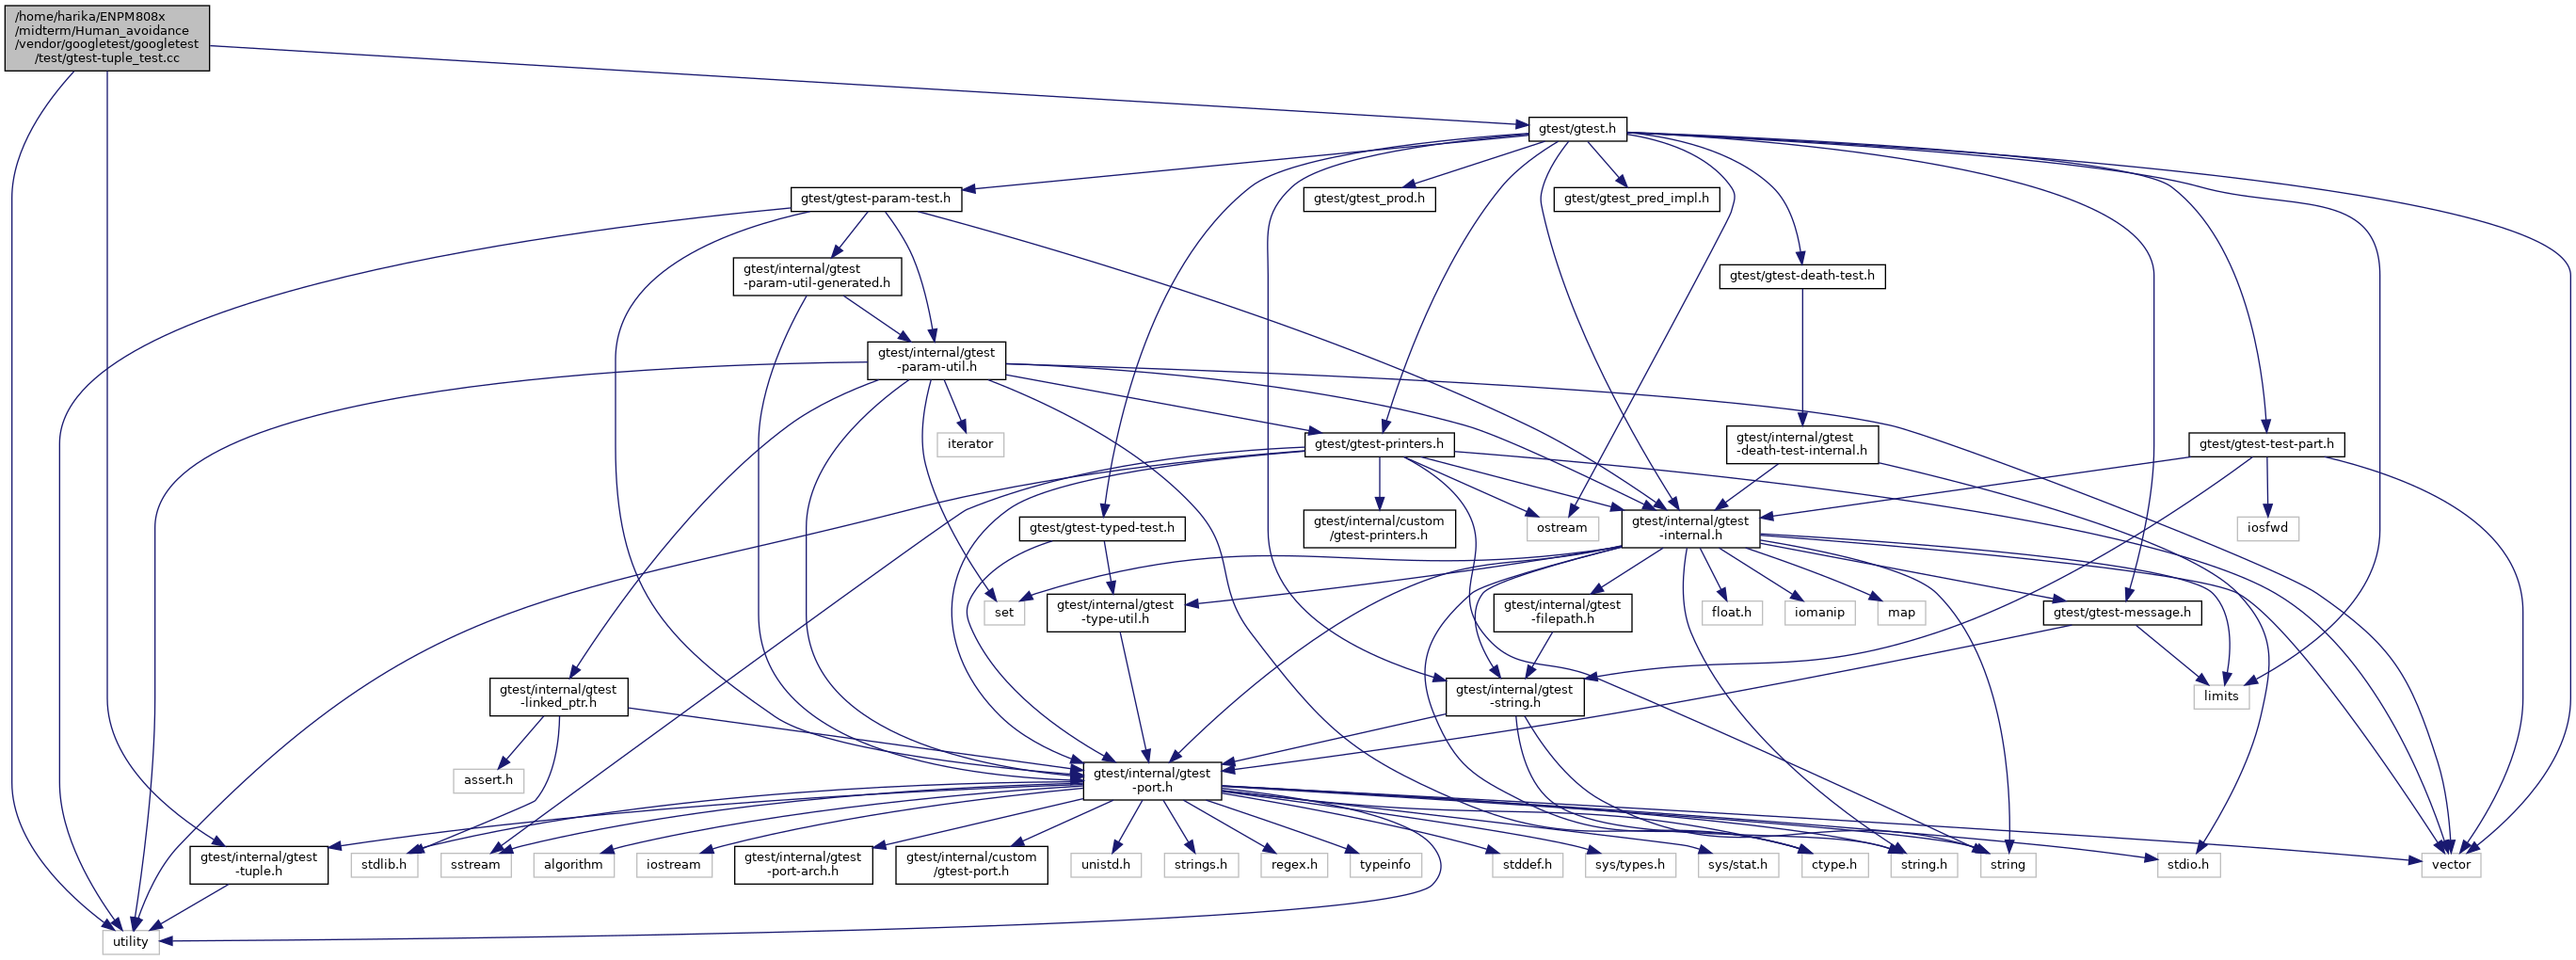 /home/harika/ENPM808x
/midterm/Human_avoidance
/vendor/googletest/googletest
/test/gtest-tuple_test.cc
gtest/gtest.h
gtest/gtest-param-test.h
gtest/gtest_prod.h
gtest/gtest_pred_impl.h
gtest/internal/gtest
-param-util-generated.h
gtest/gtest-death-test.h
gtest/internal/gtest
-param-util.h
iterator
gtest/gtest-printers.h
gtest/internal/gtest
-death-test-internal.h
gtest/gtest-test-part.h
gtest/gtest-typed-test.h
gtest/internal/custom
/gtest-printers.h
ostream
gtest/internal/gtest
-internal.h
iosfwd
set
gtest/internal/gtest
-type-util.h
gtest/internal/gtest
-filepath.h
float.h
iomanip
map
gtest/gtest-message.h
gtest/internal/gtest
-linked_ptr.h
gtest/internal/gtest
-string.h
limits
assert.h
gtest/internal/gtest
-port.h
gtest/internal/gtest
-tuple.h
stdlib.h
sstream
algorithm
iostream
gtest/internal/gtest
-port-arch.h
gtest/internal/custom
/gtest-port.h
unistd.h
strings.h
regex.h
typeinfo
stddef.h
sys/types.h
sys/stat.h
ctype.h
string.h
string
stdio.h
vector
utility